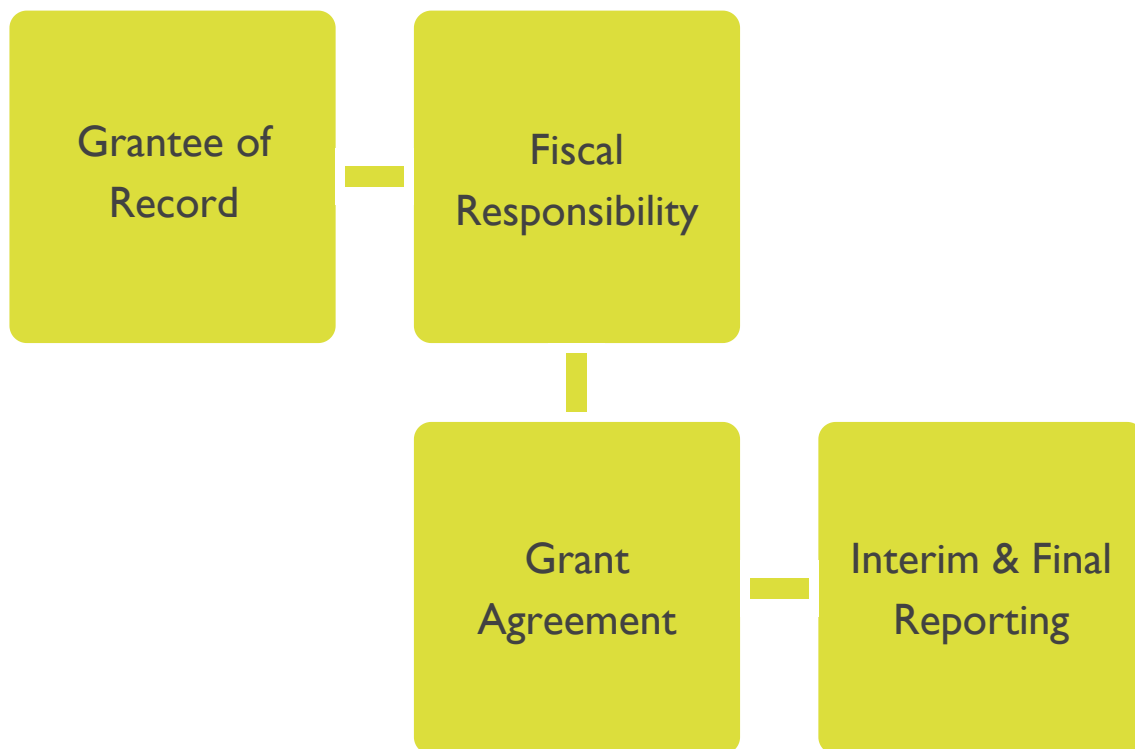 Grantee of
Record
Fiscal
Responsibility
Grant
Agreement
Interim & Final
Reporting